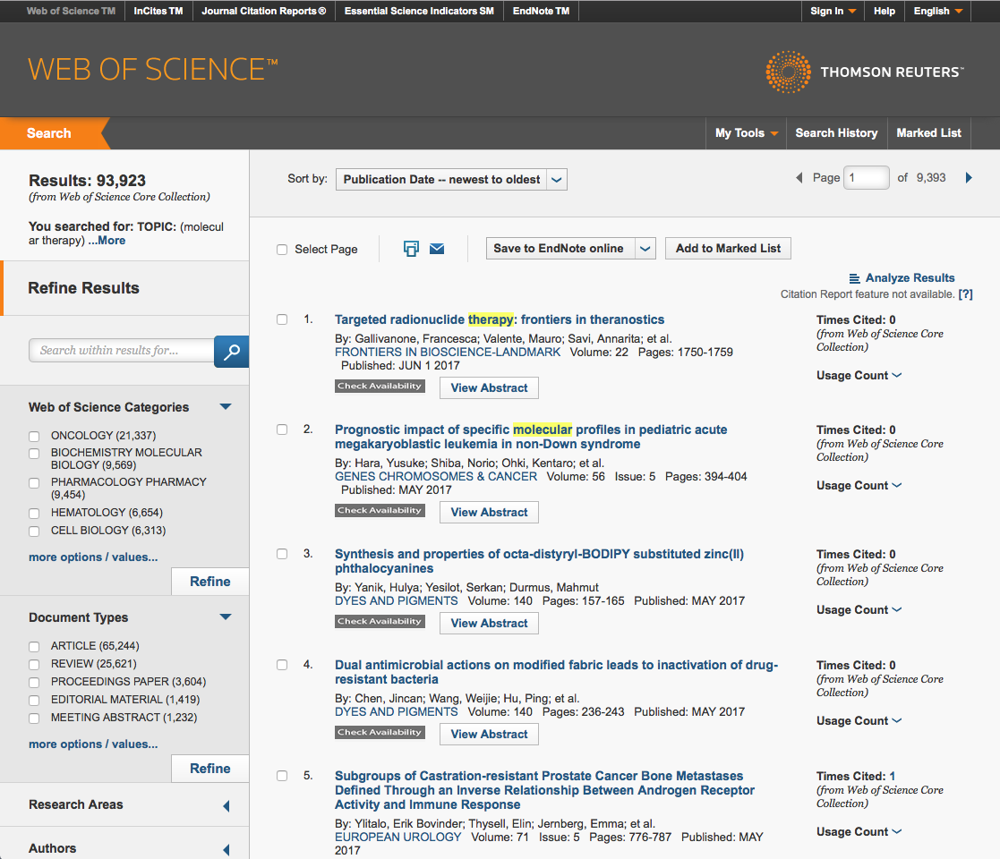 Web of Science TM InCites TM Journal Citation Reports ® Essential Science Indicators SM EndNote TM Sign In Help English
WEB OF SCIENCE™
THOMSON REUTERS™
Search My Tools Search History Marked List
Results: 93,923
(from Web of Science Core Collection)
You searched for: TOPIC: (molecul
ar therapy) ...More
Refine Results
Search within results for...
Web of Science Categories
ONCOLOGY (21,337)
BIOCHEMISTRY MOLECULAR
BIOLOGY (9,569)
PHARMACOLOGY PHARMACY
(9,454)
HEMATOLOGY (6,654)
CELL BIOLOGY (6,313)
more options / values...
Refine
Document Types
ARTICLE (65,244)
REVIEW (25,621)
PROCEEDINGS PAPER (3,604)
EDITORIAL MATERIAL (1,419)
MEETING ABSTRACT (1,232)
more options / values...
Refine
Research Areas
Authors
Sort by: Publication Date -- newest to oldest Page 1 of 9,393
Select Page Save to EndNote online Add to Marked List
Analyze Results
Citation Report feature not available. [?]
1. Targeted radionuclide therapy: frontiers in theranostics
By: Gallivanone, Francesca; Valente, Mauro; Savi, Annarita; et al.
FRONTIERS IN BIOSCIENCE-LANDMARK Volume: 22 Pages: 1750-1759
Published: JUN 1 2017
Check Availability View Abstract
Times Cited: 0
(from Web of Science Core
Collection)
Usage Count
2. Prognostic impact of specific molecular profiles in pediatric acute
megakaryoblastic leukemia in non-Down syndrome
By: Hara, Yusuke; Shiba, Norio; Ohki, Kentaro; et al.
GENES CHROMOSOMES & CANCER Volume: 56 Issue: 5 Pages: 394-404
Published: MAY 2017
Check Availability View Abstract
Times Cited: 0
(from Web of Science Core
Collection)
Usage Count
3. Synthesis and properties of octa-distyryl-BODIPY substituted zinc(II)
phthalocyanines
By: Yanik, Hulya; Yesilot, Serkan; Durmus, Mahmut
DYES AND PIGMENTS Volume: 140 Pages: 157-165 Published: MAY 2017
Check Availability View Abstract
Times Cited: 0
(from Web of Science Core
Collection)
Usage Count
4. Dual antimicrobial actions on modified fabric leads to inactivation of drug-
resistant bacteria
By: Chen, Jincan; Wang, Weijie; Hu, Ping; et al.
DYES AND PIGMENTS Volume: 140 Pages: 236-243 Published: MAY 2017
Check Availability View Abstract
Times Cited: 0
(from Web of Science Core
Collection)
Usage Count
5. Subgroups of Castration-resistant Prostate Cancer Bone Metastases
Defined Through an Inverse Relationship Between Androgen Receptor
Activity and Immune Response
By: Ylitalo, Erik Bovinder; Thysell, Elin; Jernberg, Emma; et al.
EUROPEAN UROLOGY Volume: 71 Issue: 5 Pages: 776-787 Published: MAY
2017
Times Cited: 1
(from Web of Science Core
Collection)
Usage Count